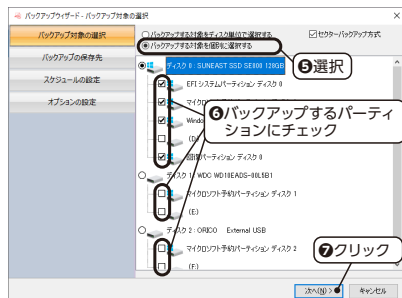 バックアップウィザード - バックアップ対象の選択
バックアップ対象の選択
バックアップの保存先
スケジュールの設定
オプションの設定
バックアップする対象をディスク単位で選択する
セクターバックアップ方式
バックアップする対象を個別に選択する
❺選択
ディスク 0 : SUNEAST SSD SE800 128GB
EFI システムパーティション ディスク 0
マイクロ
Windo
❻バックアップするパーティ
ションにチェック
(D:)
回復パーティション ディスク 0
ディスク 1 : WDC WD10EADS-00L5B1
マイクロソフト予約パーティション ディスク 1
(E:)
ディスク 2 : ORICO External USB
マイクロソフト予約パーティション ディスク 2
(F:)
❼クリック
次へ(N) >
キャンセル